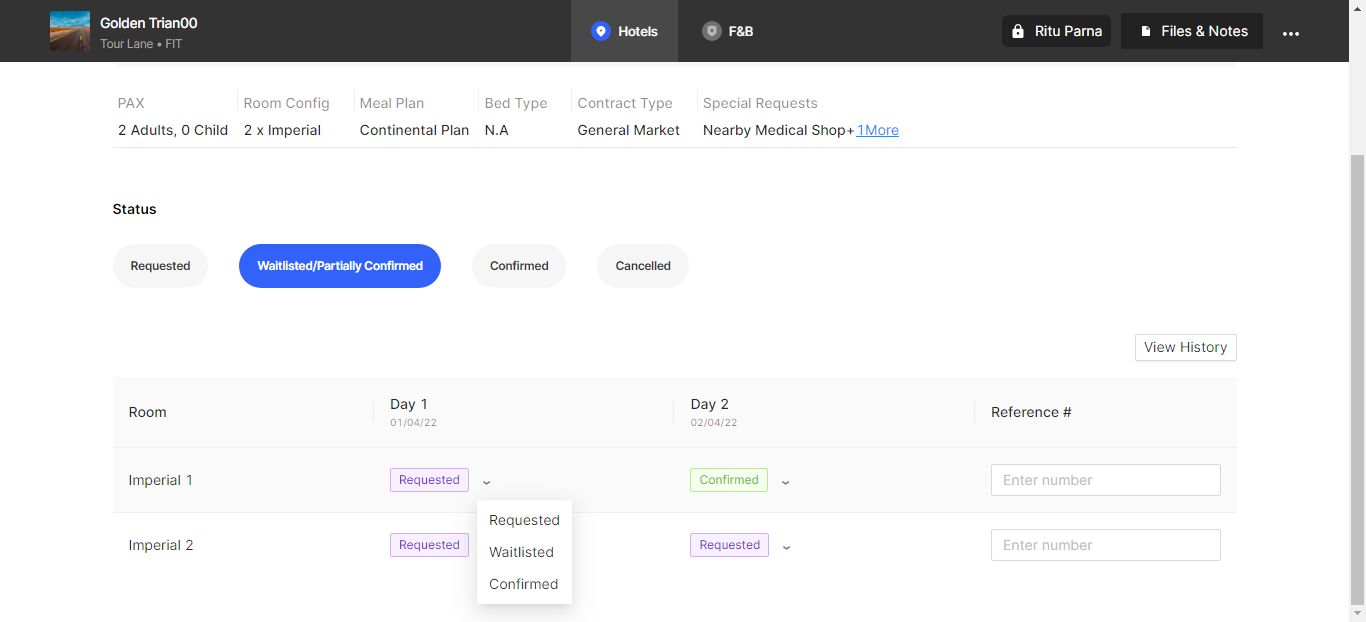 Golden Trian00
Tour Lane • FIT
Hotels
F&B
Ritu Parna
Files & Notes
PAX
Room Config
Meal Plan
Bed Type
Contract Type
Special Requests
2 Adults, 0 Child
2 x Imperial
Continental Plan
N.A
General Market
Nearby Medical Shop+ 1More
Status
Requested
Waitlisted/Partially Confirmed
Confirmed
Cancelled
View History
Room
Day 1
01/04/22
Day 2
02/04/22
Reference #
Imperial 1
Requested
Confirmed
Enter number
Imperial 2
Requested
Requested
Enter number
Requested
Waitlisted
Confirmed